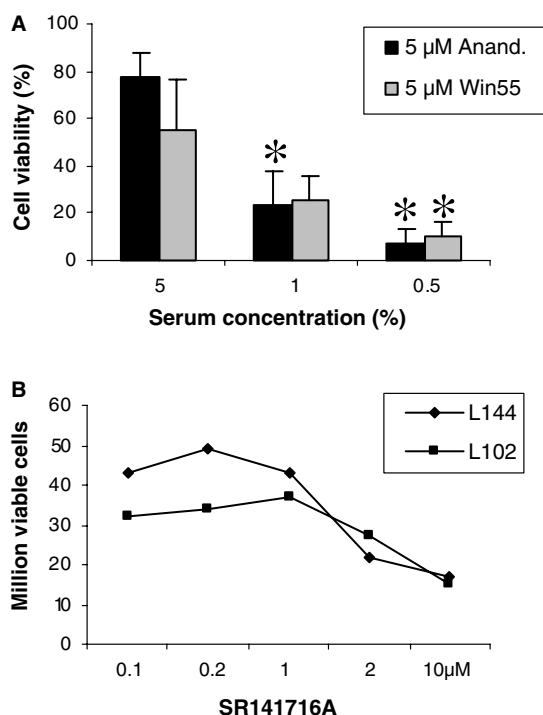 A
100
80
60
40
20
0
Cell viability (%)
5 µM Anand.
5 µM Win55
*
* *
5 1 0.5
Serum concentration (%)
B
60
50
40
30
20
10
0
Million viable cells
L144
L102
0.1 0.2 1 2 10µM
SR141716A